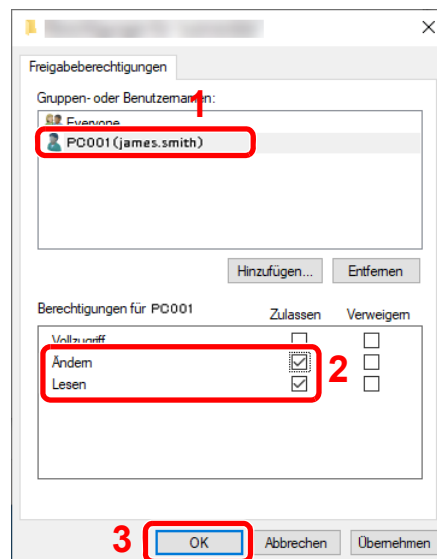 Freigabeberechtigungen
Gruppen- oder Benutzernamen:
1
Everyone
PC001(james.smith)
Hinzufügen... Entfernen
Berechtigungen für PC001 Zulassen Verweigern
Vollzugriff
Ändern
2
Lesen
3
OK Abbrechen Übernehmen